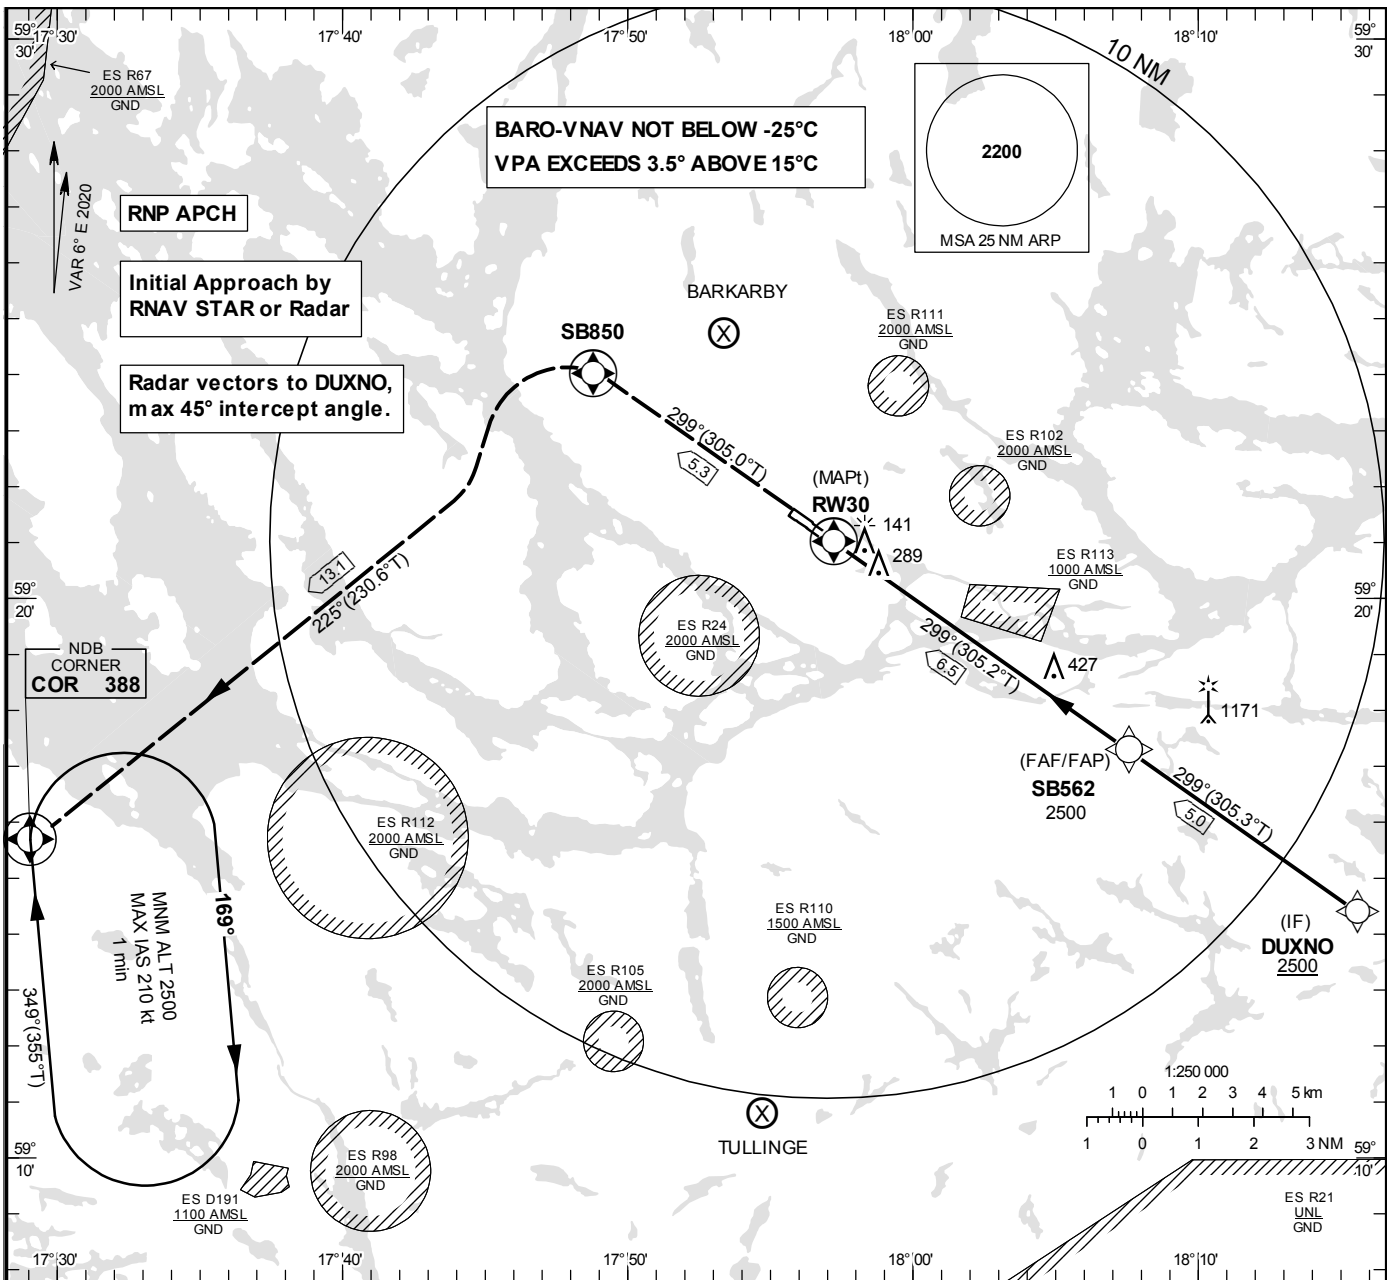 59°
30'
17°30'
17°40'
17°50'
18°00'
18°10'
59°
30'
10 NM
ES R67
2000 AMSL
GND
BARO-VNAV NOT BELOW -25°C
VPA EXCEEDS 3.5° ABOVE 15°C
2200
MSA 25 NM ARP
VAR 6° E 2020
RNP APCH
Initial Approach by
RNAV STAR or Radar
Radar vectors to DUXNO,
max 45° intercept angle.
BARKARBY
X
SB850
ES R111
2000 AMSL
GND
299°(305.0°T)
5.3
ES R102
2000 AMSL
GND
(MAPt)
RW30
141
289
ES R113
1000 AMSL
GND
13.1
225° (230.6°T)
59°
20'
59°
20'
ES R24
2000 AMSL
GND
299°(305.2°T)
6.5
427
NDB
CORNER
COR 388
1171
(FAF/FAP)
SB562
2500
299°(305.3°T)
5.0
ES R112
2000 AMSL
GND
169°
MNM ALT 2500
MAX IAS 210 kt
1 min
349°(355°T)
ES R110
1500 AMSL
GND
(IF)
DUXNO
2500
ES R105
2000 AMSL
GND
1:250 000
1 0 1 2 3 4 5 km
1 0 1 2 3 NM
X
TULLINGE
59°
10'
59°
10'
ES R98
2000 AMSL
GND
ES D191
1100 AMSL
GND
ES R21
UNL
GND
17°30'
17°40'
17°50'
18°00'
18°10'